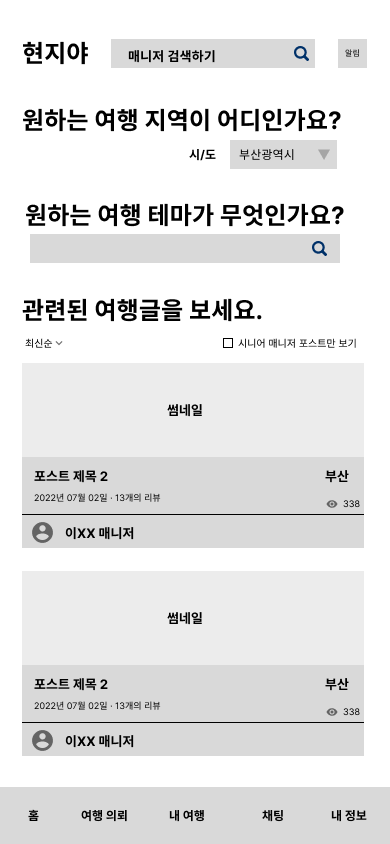 현지야
매니저 검색하기
알림
원하는 여행 지역이 어디인가요?
시/도 부산광역시
원하는 여행 테마가 무엇인가요?
관련된 여행글을 보세요.
최신순
시니어 매니저 포스트만 보기
썸네일
포스트 제목 2 부산
2022년 07월 02일 · 13개의 리뷰 338
이XX 매니저
썸네일
포스트 제목 2 부산
2022년 07월 02일 · 13개의 리뷰 338
이XX 매니저
홈 여행 의뢰 내 여행 채팅 내 정보